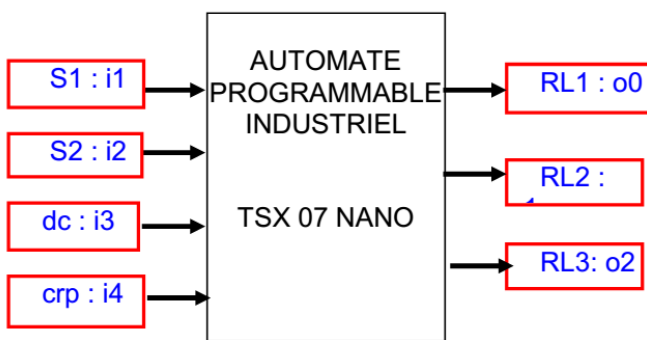 S1 : i1
S2 : i2
dc : i3
crp : i4
AUTOMATE
PROGRAMMABLE
INDUSTRIEL
TSX 07 NANO
RL1 : o0
RL2 :
RL3: o2